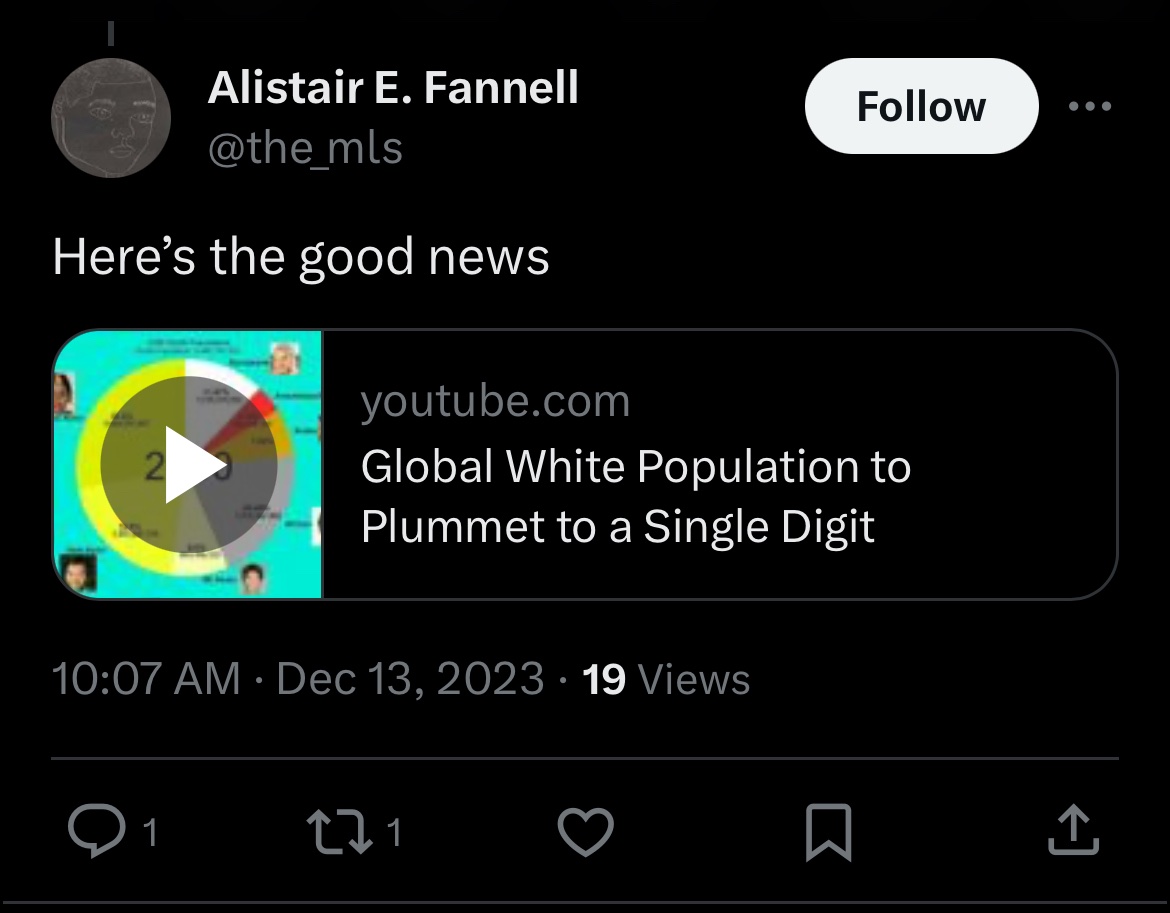 Alistair E. Fannell
Follow
@the_mls
Here’s the good news
youtube.com
Global White Population to
Plummet to a Single Digit
10:07 AM · Dec 13, 2023 · 19 Views
1
1